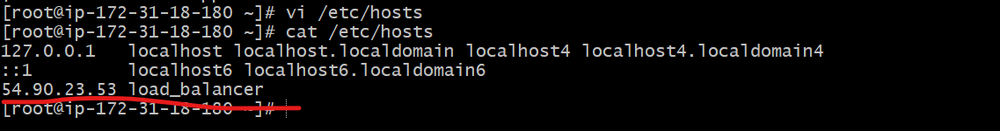 [root@ip-172-31-18-180 ~]# vi /etc/hosts
[root@ip-172-31-18-180 ~]# cat /etc/hosts
127.0.0.1   localhost localhost.localdomain localhost4 localhost4.localdomain4
::1         localhost6 localhost6.localdomain6
54.90.23.53 load_balancer
[root@ip-172-31-18-180 ~]#